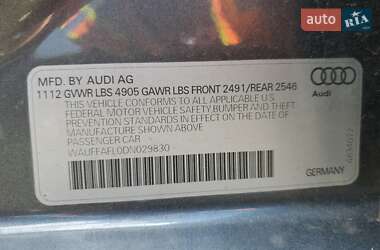 auto RIA
MFD. BY AUDI AG
1112 GVWR LBS 4905 GAWR LBS FRONT 2491/REAR 2546
THIS VEHICLE CONFORMS TO ALL APPLICABLE U.S.
FEDERAL MOTOR VEHICLE SAFETY, BUMPER, AND THEFT
PREVENTION STANDARDS IN EFFECT ON THE DATE OF
MANUFACTURE SHOWN ABOVE
PASSENGER CAR
WAUFFAFL0DN029830
Audi
GERMANY